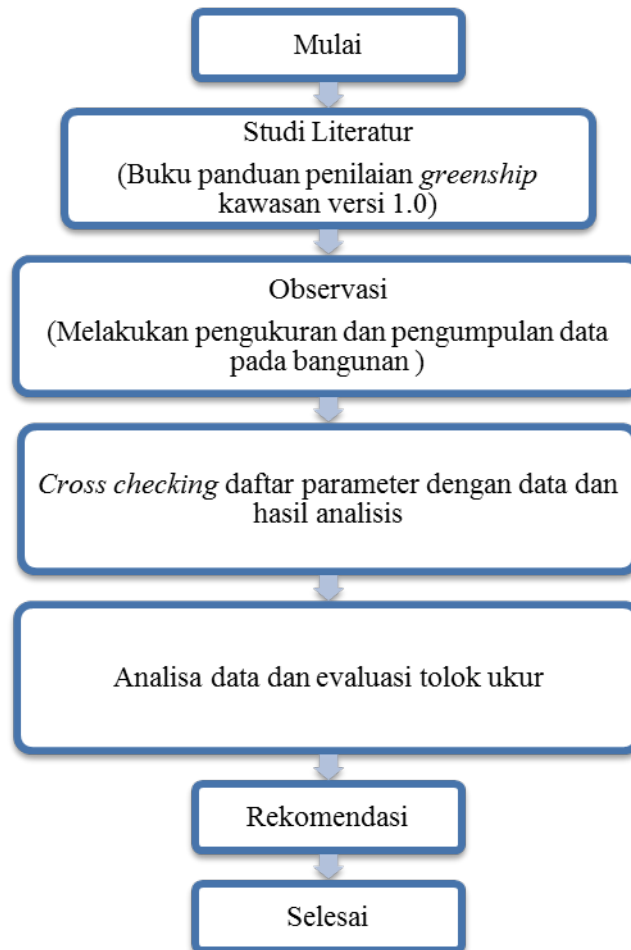 Mulai
Studi Literatur
(Buku panduan penilaian greenship
kawasan versi 1.0)
Observasi
(Melakukan pengukuran dan pengumpulan data
pada bangunan )
Cross checking daftar parameter dengan data dan
hasil analisis
Analisa data dan evaluasi tolok ukur
Rekomendasi
Selesai